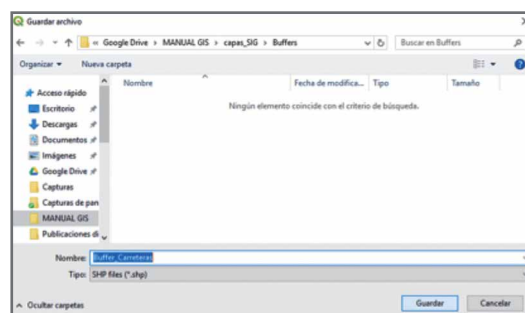 Guardar archivo
« Google Drive > MANUAL GIS > capas_SIG > Buffers
Buscar en Buffers
Organizar
Nueva carpeta
Nombre
Fecha de modifica...
Tipo
Tamaño
Ningún elemento coincide con el criterio de búsqueda.
Acceso rápido
Escritorio
Descargas
Documentos
Imágenes
Google Drive
Capturas
Capturas de pan
MANUAL GIS
Publicaciones di
Nombre: Buffer_Carreteras
Tipo: SHP files (*.shp)
Ocultar carpetas
Guardar
Cancelar